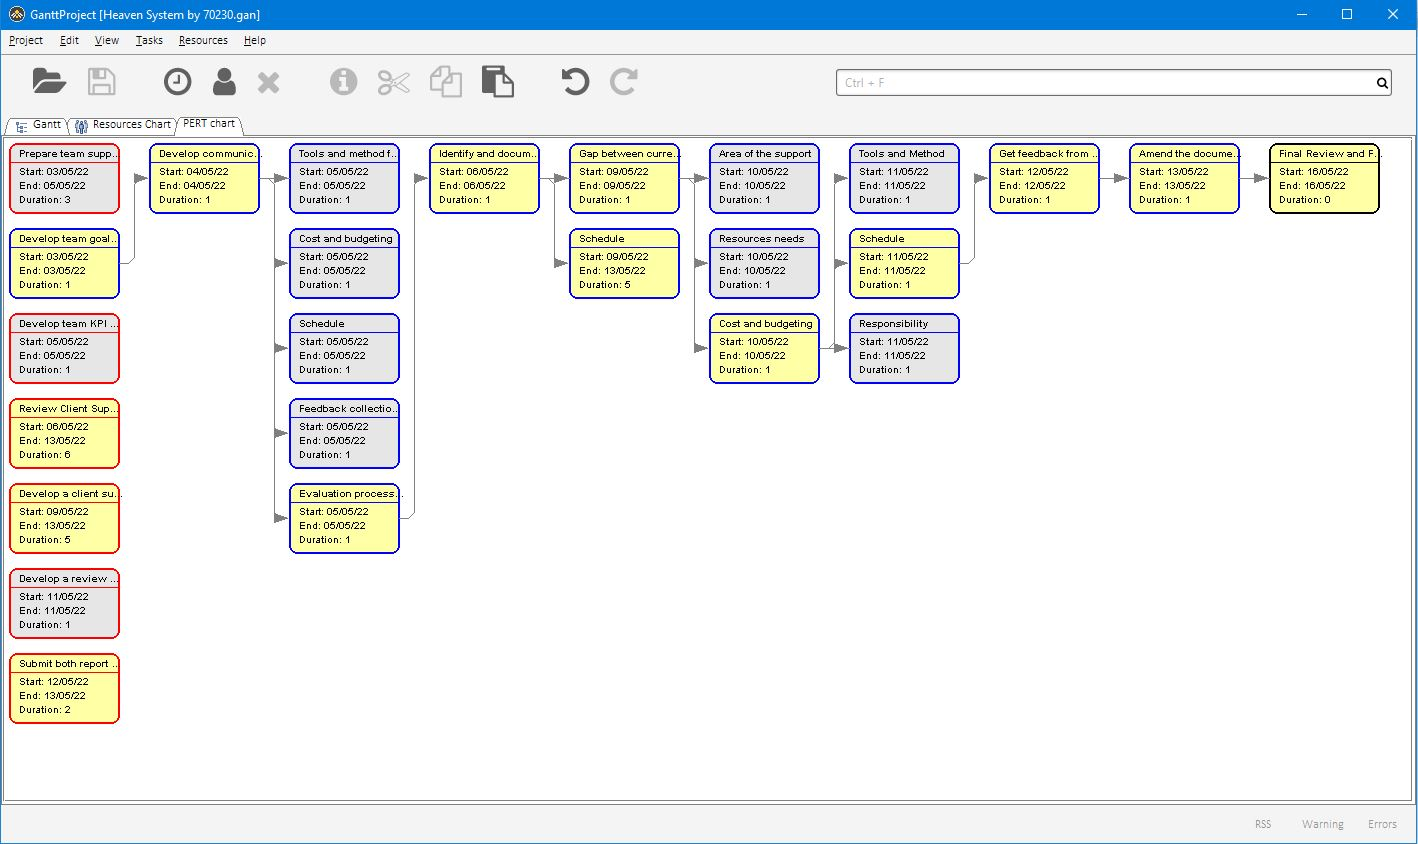 GanttProject [Heaven System by 70230.gan]
Project Edit View Tasks Resources Help
Ctrl + F
Gantt Resources Chart PERT chart
Prepare team supp...
Start: 03/05/22
End: 05/05/22
Duration: 3
Develop team goal...
Start: 03/05/22
End: 03/05/22
Duration: 1
Develop team KPI ...
Start: 05/05/22
End: 05/05/22
Duration: 1
Review Client Sup...
Start: 06/05/22
End: 13/05/22
Duration: 6
Develop a client su...
Start: 09/05/22
End: 13/05/22
Duration: 5
Develop a review ...
Start: 11/05/22
End: 11/05/22
Duration: 1
Submit both report ...
Start: 12/05/22
End: 13/05/22
Duration: 2
Develop communic...
Start: 04/05/22
End: 04/05/22
Duration: 1
Tools and method f...
Start: 05/05/22
End: 05/05/22
Duration: 1
Cost and budgeting
Start: 05/05/22
End: 05/05/22
Duration: 1
Schedule
Start: 05/05/22
End: 05/05/22
Duration: 1
Feedback collectio...
Start: 05/05/22
End: 05/05/22
Duration: 1
Evaluation process...
Start: 05/05/22
End: 05/05/22
Duration: 1
Identify and docum...
Start: 06/05/22
End: 06/05/22
Duration: 1
Gap between curre...
Start: 09/05/22
End: 09/05/22
Duration: 1
Schedule
Start: 09/05/22
End: 13/05/22
Duration: 5
Area of the support
Start: 10/05/22
End: 10/05/22
Duration: 1
Resources needs
Start: 10/05/22
End: 10/05/22
Duration: 1
Cost and budgeting
Start: 10/05/22
End: 10/05/22
Duration: 1
Tools and Method
Start: 11/05/22
End: 11/05/22
Duration: 1
Schedule
Start: 11/05/22
End: 11/05/22
Duration: 1
Responsibility
Start: 11/05/22
End: 11/05/22
Duration: 1
Get feedback from ...
Start: 12/05/22
End: 12/05/22
Duration: 1
Amend the docume...
Start: 13/05/22
End: 13/05/22
Duration: 1
Final Review and F...
Start: 16/05/22
End: 16/05/22
Duration: 0
RSS Warning Errors